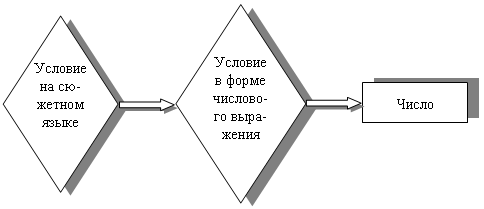 Условие
на сю-
жетном
языке
Условие
в форме
числово-
го выра-
жения
Число